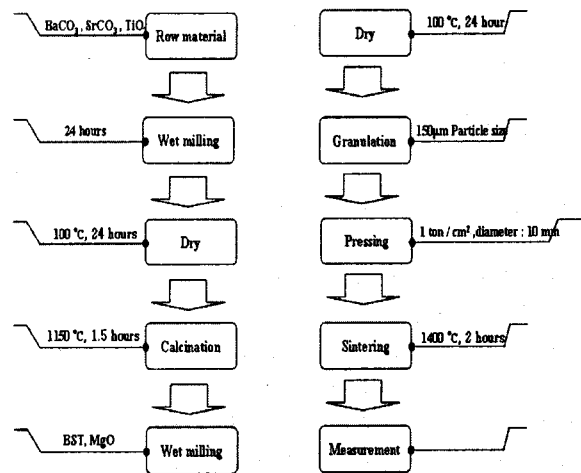 BaCO3, SrCO3, TiO
Row material
24 hours
Wet milling
100 °C, 24 hours
Dry
1150 °C, 1.5 hours
Calcination
BST, MgO
Wet milling
Dry
100 °C, 24 hour
Granulation
150μm Particle size
Pressing
1 ton / cm², diameter : 10 mm
Sintering
1400 °C, 2 hours
Measurement